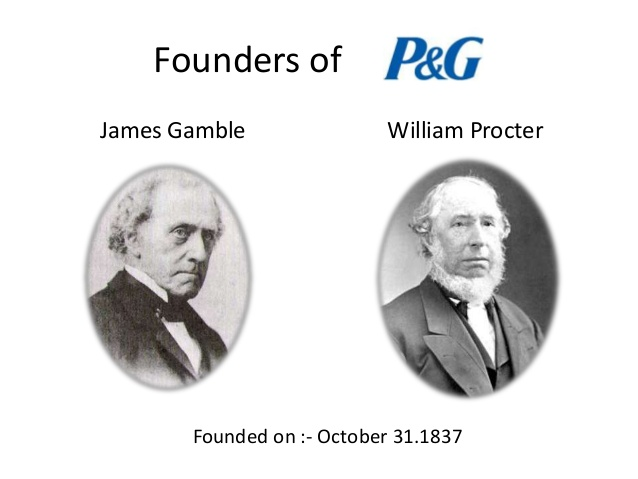 Founders of P&G
James Gamble
William Procter
Founded on :- October 31.1837